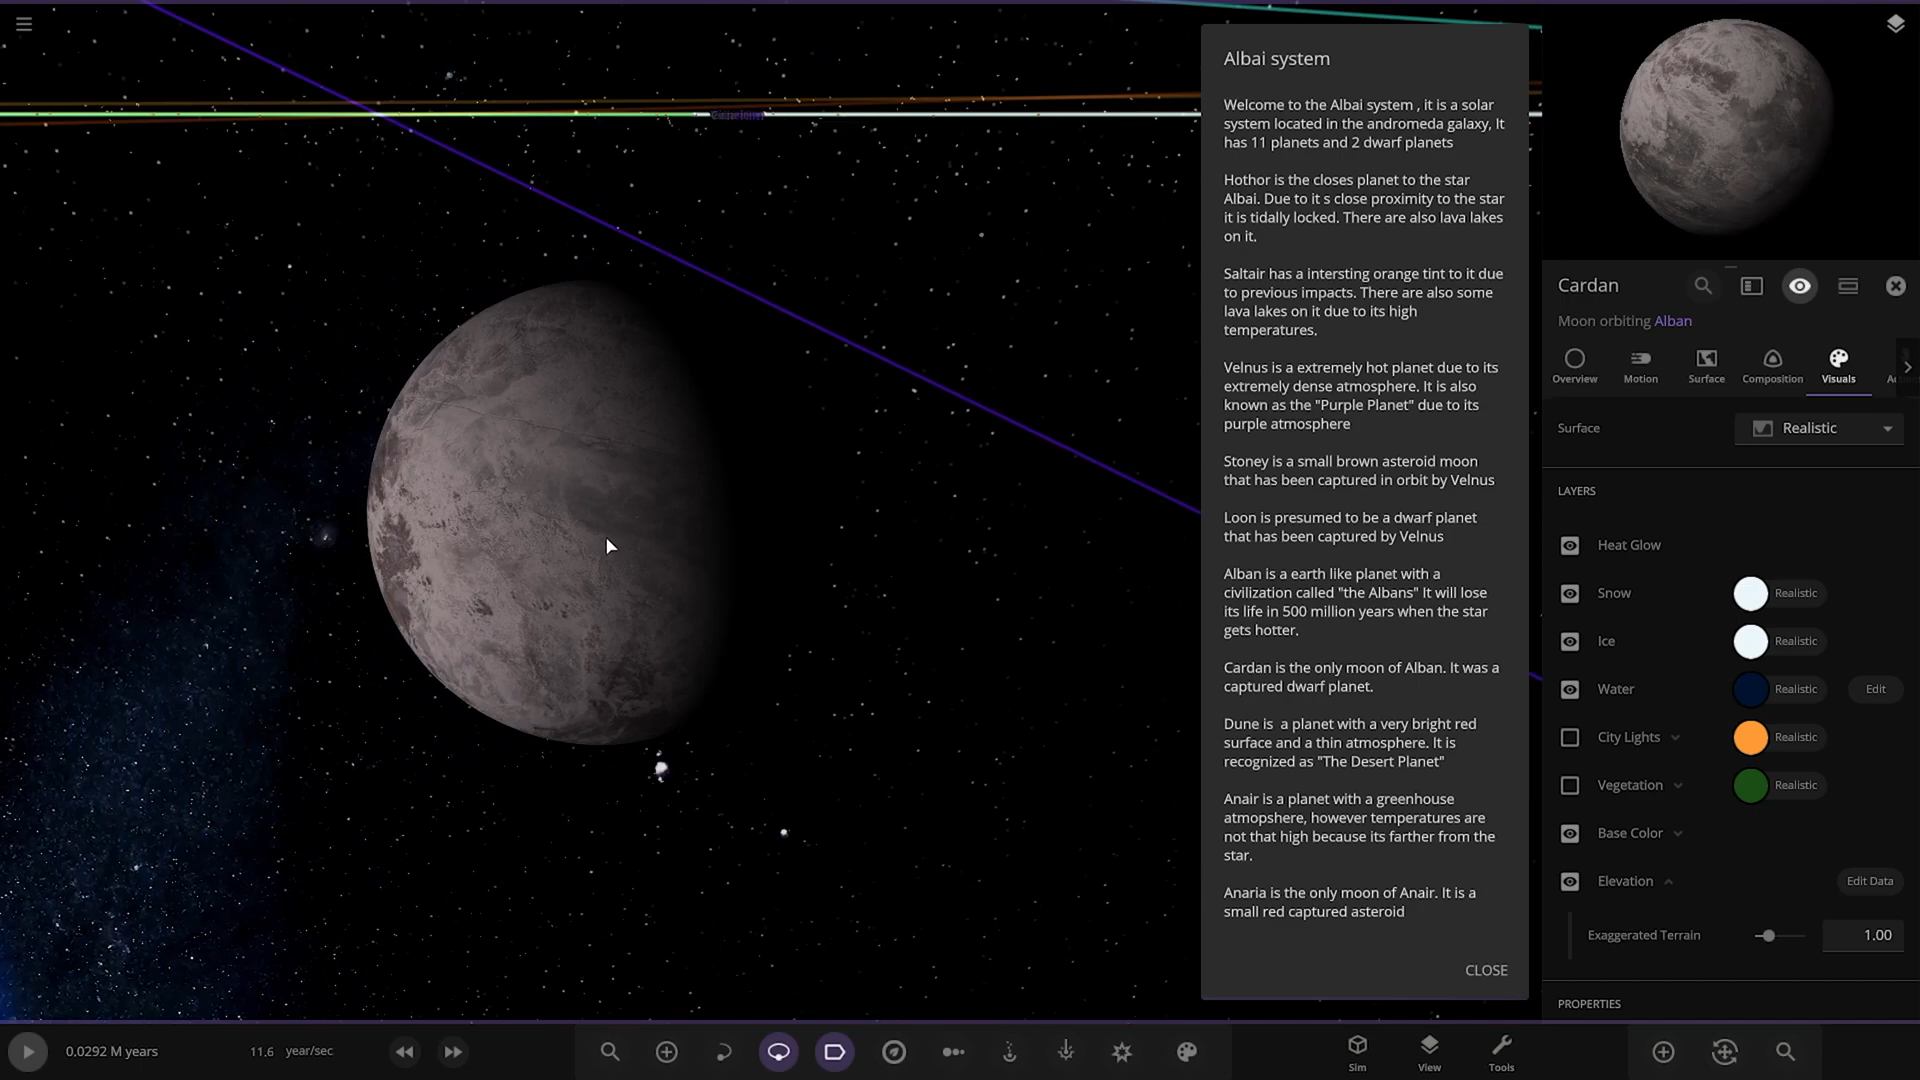 Albai system
Welcome to the Albai system , it is a solar
system located in the andromeda galaxy, It
has 11 planets and 2 dwarf planets
Hothor is the closes planet to the star
Albai. Due to it s close proximity to the star
it is tidally locked. There are also lava lakes
on it.
Saltair has a intersting orange tint to it due
to previous impacts. There are also some
lava lakes on it due to its high
temperatures.
Velnus is a extremely hot planet due to its
extremely dense atmosphere. It is also
known as the "Purple Planet" due to its
purple atmosphere
Stoney is a small brown asteroid moon
that has been captured in orbit by Velnus
Loon is presumed to be a dwarf planet
that has been captured by Velnus
Alban is a earth like planet with a
civilization called "the Albans" It will lose
its life in 500 million years when the star
gets hotter.
Cardan is the only moon of Alban. It was a
captured dwarf planet.
Dune is  a planet with a very bright red
surface and a thin atmosphere. It is
recognized as "The Desert Planet"
Anair is a planet with a greenhouse
atmopshere, however temperatures are
not that high because its farther from the
star.
Anaria is the only moon of Anair. It is a
small red captured asteroid
CLOSE
Cardan
Moon orbiting Alban
Overview Motion Surface Composition Visuals
Surface Realistic
LAYERS
Heat Glow
Snow Realistic
Ice Realistic
Water Realistic Edit
City Lights Realistic
Vegetation Realistic
Base Color
Elevation Edit Data
Exaggerated Terrain 1.00
PROPERTIES
0.0292 M years 11.6 year/sec
Sim View Tools